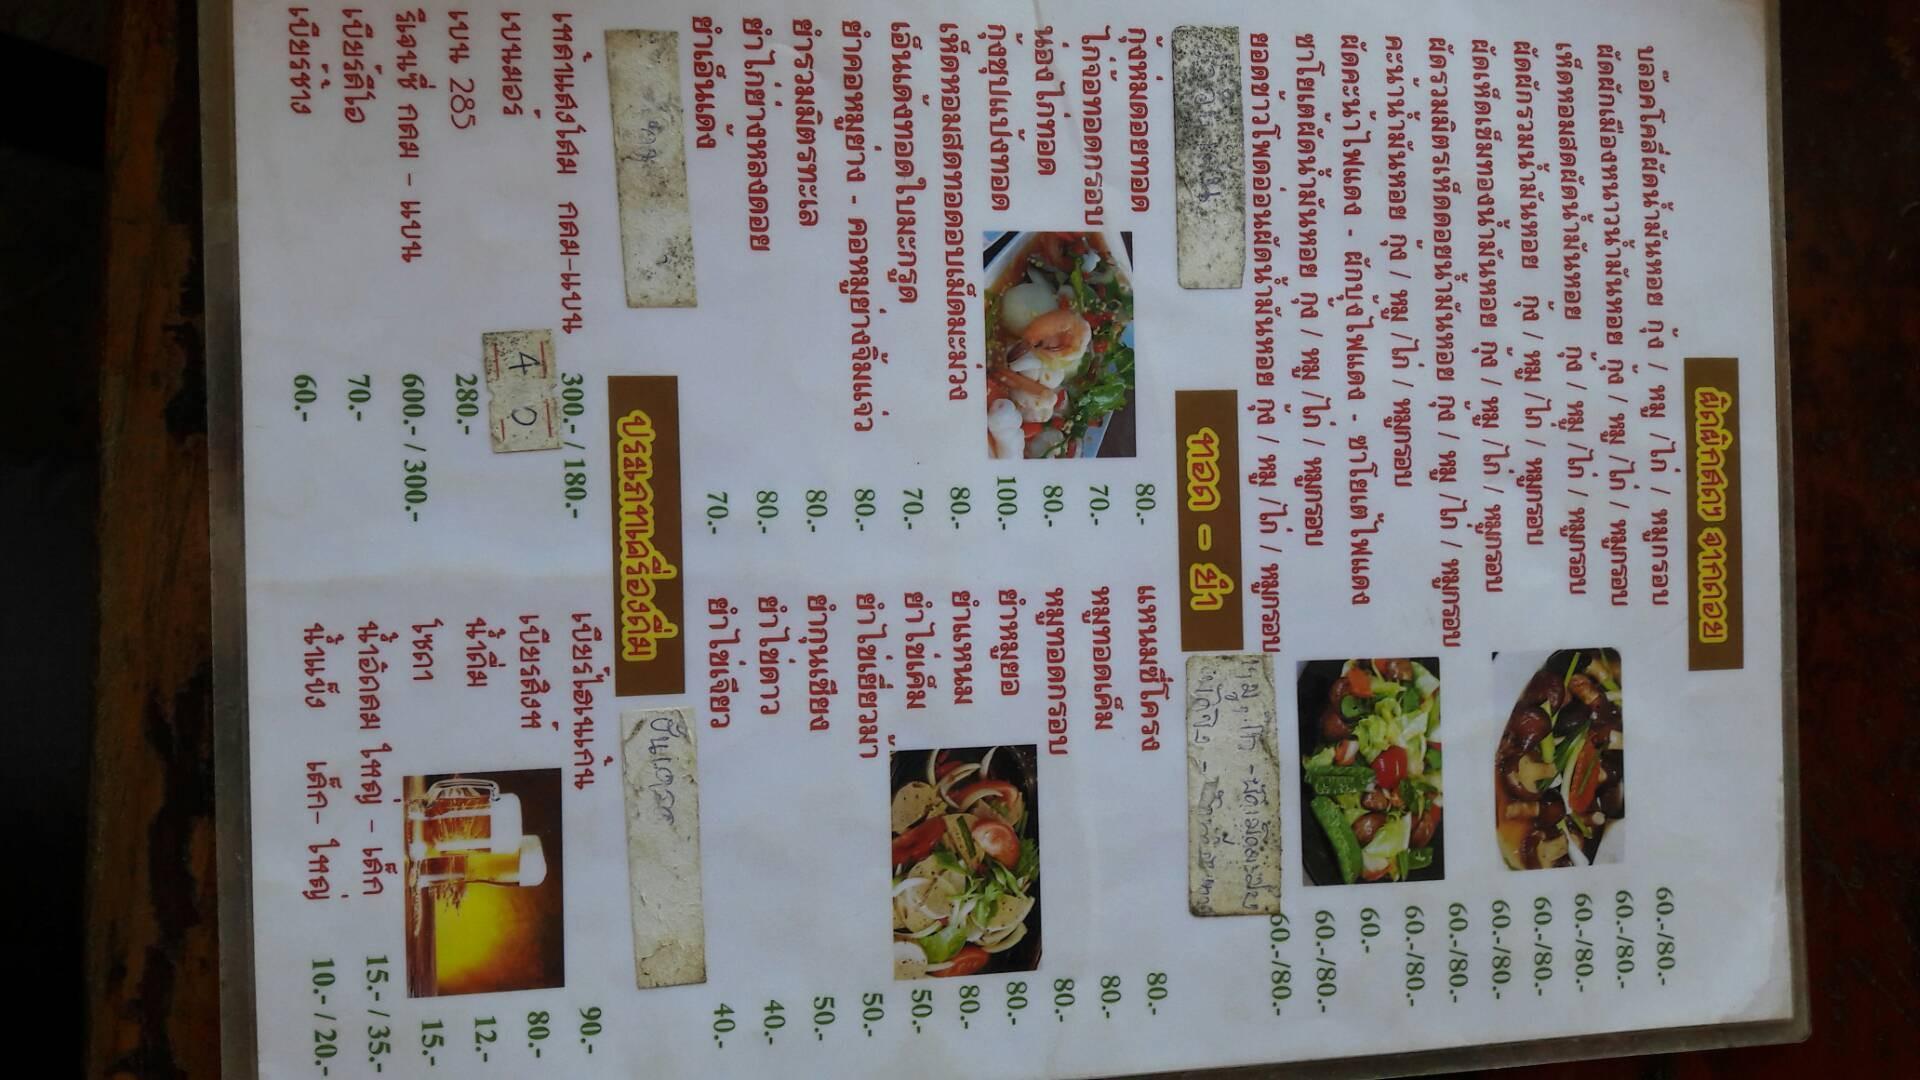 ผัดผักสดๆ จากดอย
บล๊อคโคลี่ผัดน้ำมันหอย กุ้ง / หมู / ไก่ / หมูกรอบ 60.-/80.-
ผัดผักเมืองหนาวน้ำมันหอย กุ้ง / หมู / ไก่ / หมูกรอบ 60.-/80.-
เห็ดหอมสดผัดน้ำมันหอย กุ้ง / หมู / ไก่ / หมูกรอบ 60.-/80.-
ผัดผักรวมน้ำมันหอย กุ้ง / หมู / ไก่ / หมูกรอบ 60.-/80.-
ผัดเห็ดเข็มทองน้ำมันหอย กุ้ง / หมู / ไก่ / หมูกรอบ 60.-/80.-
ผัดรวมมิตรเห็ดดอยน้ำมันหอย กุ้ง / หมู / ไก่ / หมูกรอบ 60.-/80.-
คะน้าน้ำมันหอย กุ้ง / หมู / ไก่ / หมูกรอบ 60.-/80.-
ผัดคะน้าไฟแดง - ผักบุ้งไฟแดง - ซาโยเต้ไฟแดง 60.-
ซาโยเต้ผัดน้ำมันหอย กุ้ง / หมู / ไก่ / หมูกรอบ 60.-/80.-
ยอดข้าวโพดอ่อนผัดน้ำมันหอย กุ้ง / หมู / ไก่ / หมูกรอบ 60.-/80.-
ทอด - ยำ
กุ้งห่มดอยทอด 80.-
ไก่จ๊อทอดกรอบ 70.-
น่องไก่ทอด 80.-
กุ้งชุปแป้งทอด 100.-
เห็ดหอมสดทอดอบเม็ดมะม่วง 80.-
เอ็นแด้งทอดใบมะกรูด 70.-
ยำคอหมูย่าง - คอหมูย่างจิ้มแจ่ว 80.-
ยำรวมมิตรทะเล 80.-
ยำไก่ย่างหลงดอย 80.-
ยำเอ็นแด้ง 70.-
แหนมซี่โครง 80.-
หมูทอดเค็ม 80.-
หมูทอดกรอบ 80.-
ยำหมูยอ 80.-
ยำแหนม 80.-
ยำไข่เค็ม 50.-
ยำไข่เยี่ยวม้า 50.-
ยำกุนเชียง 50.-
ยำไข่ดาว 40.-
ยำไข่เจียว 40.-
ประเภทเครื่องดื่ม
เหล้าแสงโสม กลม-แบน 300.- / 180.-
เบนมอร์ 4 0
เบน 285 280.-
รีเจนซี่ กลม - แบน 600.- / 300.-
เบียร์ลีโอ 70.-
เบียร์ช้าง 60.-
เบียร์ไฮเนเก้น 90.-
เบียร์สิงห์ 80.-
น้ำดื่ม 12.-
โซดา 15.-
น้ำอัดลม ใหญ่ - เล็ก 15.- / 35.-
น้ำแข็ง เล็ก - ใหญ่ 10.- / 20.-